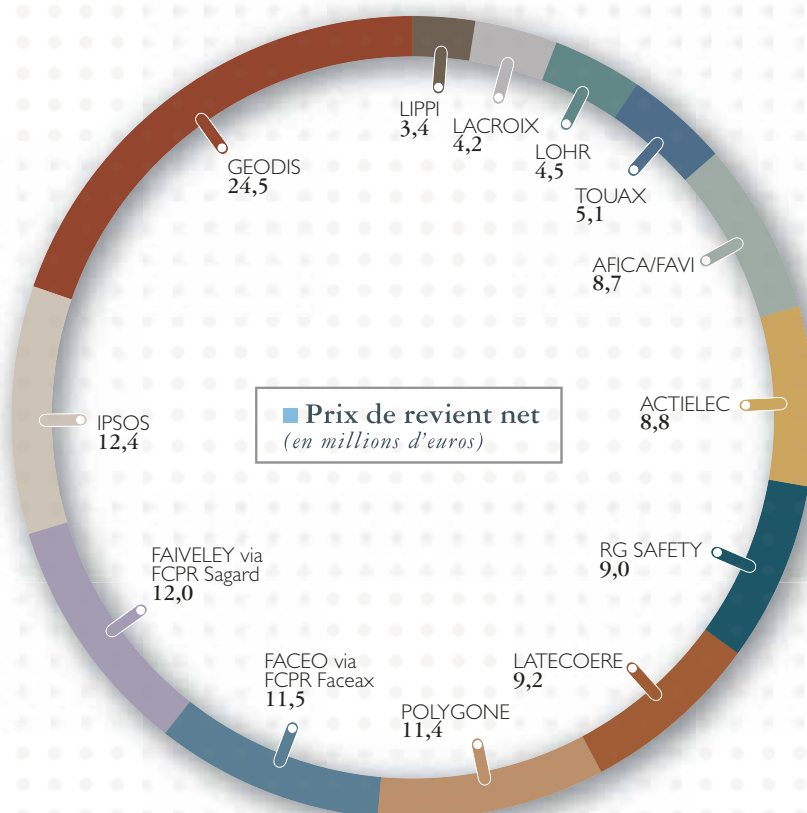 LIPPI
3,4
LACROIX
4,2
LOHR
4,5
TOUAX
5,1
AFICA/FAVI
8,7
ACTIELEC
8,8
RG SAFETY
9,0
LATECOERE
9,2
POLYGONE
11,4
FACEO via
FCPR Faceax
11,5
FAIVELEY via
FCPR Sagard
12,0
IPSOS
12,4
GEODIS
24,5
Prix de revient net
(en millions d'euros)